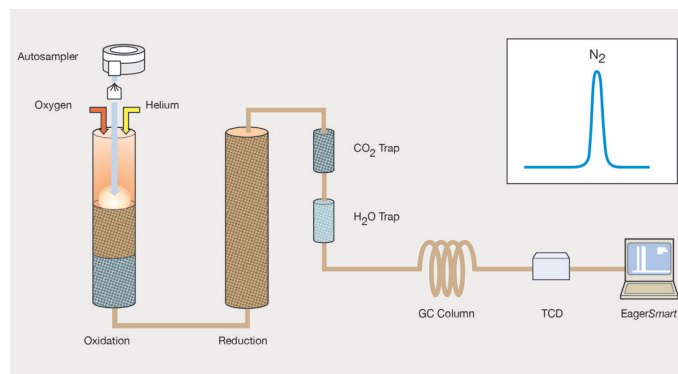 Autosampler
Oxygen
Helium
Oxidation
Reduction
CO₂ Trap
H₂O Trap
GC Column
TCD
EagerSmart
N₂